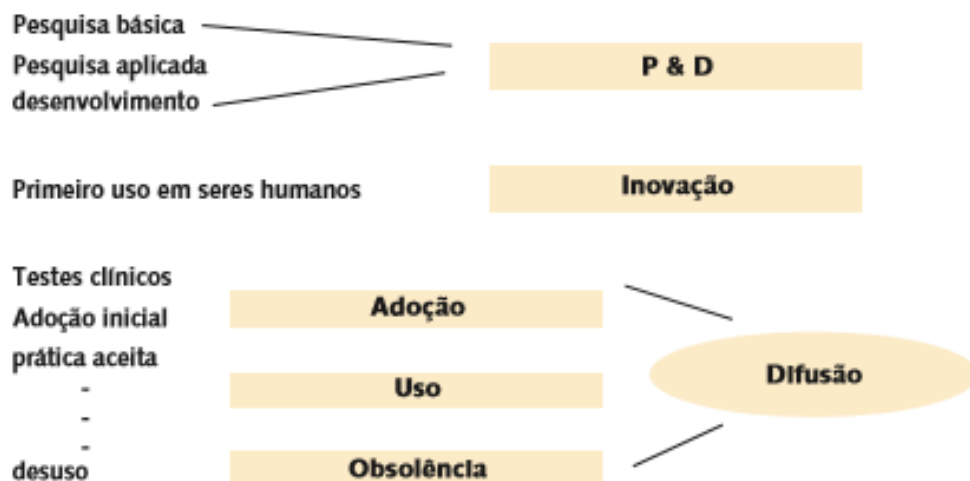 Pesquisa básica
Pesquisa aplicada
desenvolvimento
P & D
Primeiro uso em seres humanos
Inovação
Testes clínicos
Adoção inicial
prática aceita
-
-
-
desuso
Adoção
Uso
Obsolência
Difusão